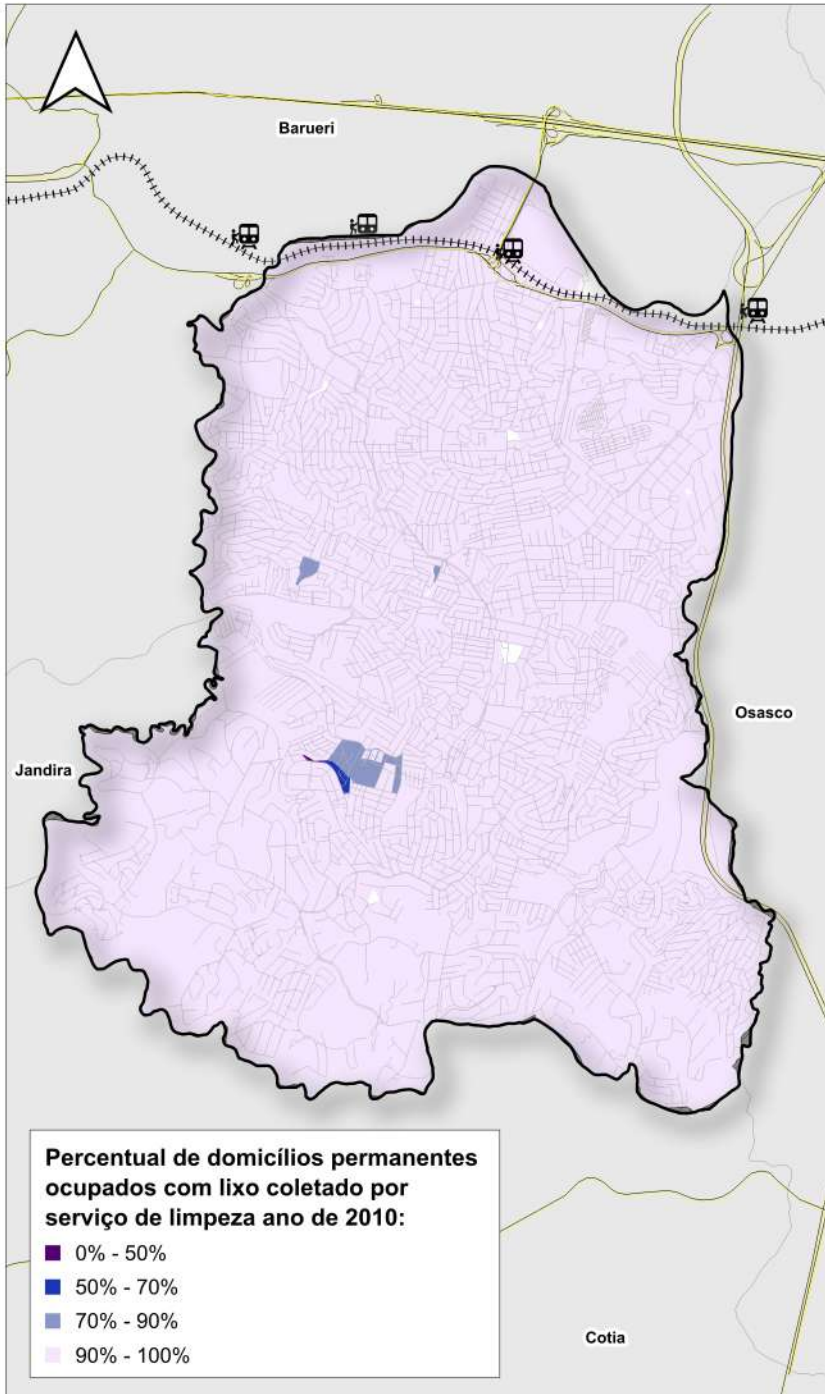 Barueri
Osasco
Jandira
Percentual de domicílios permanentes
ocupados com lixo coletado por
serviço de limpeza ano de 2010:
0% - 50%
50% - 70%
70% - 90%
90% - 100%
Cotia